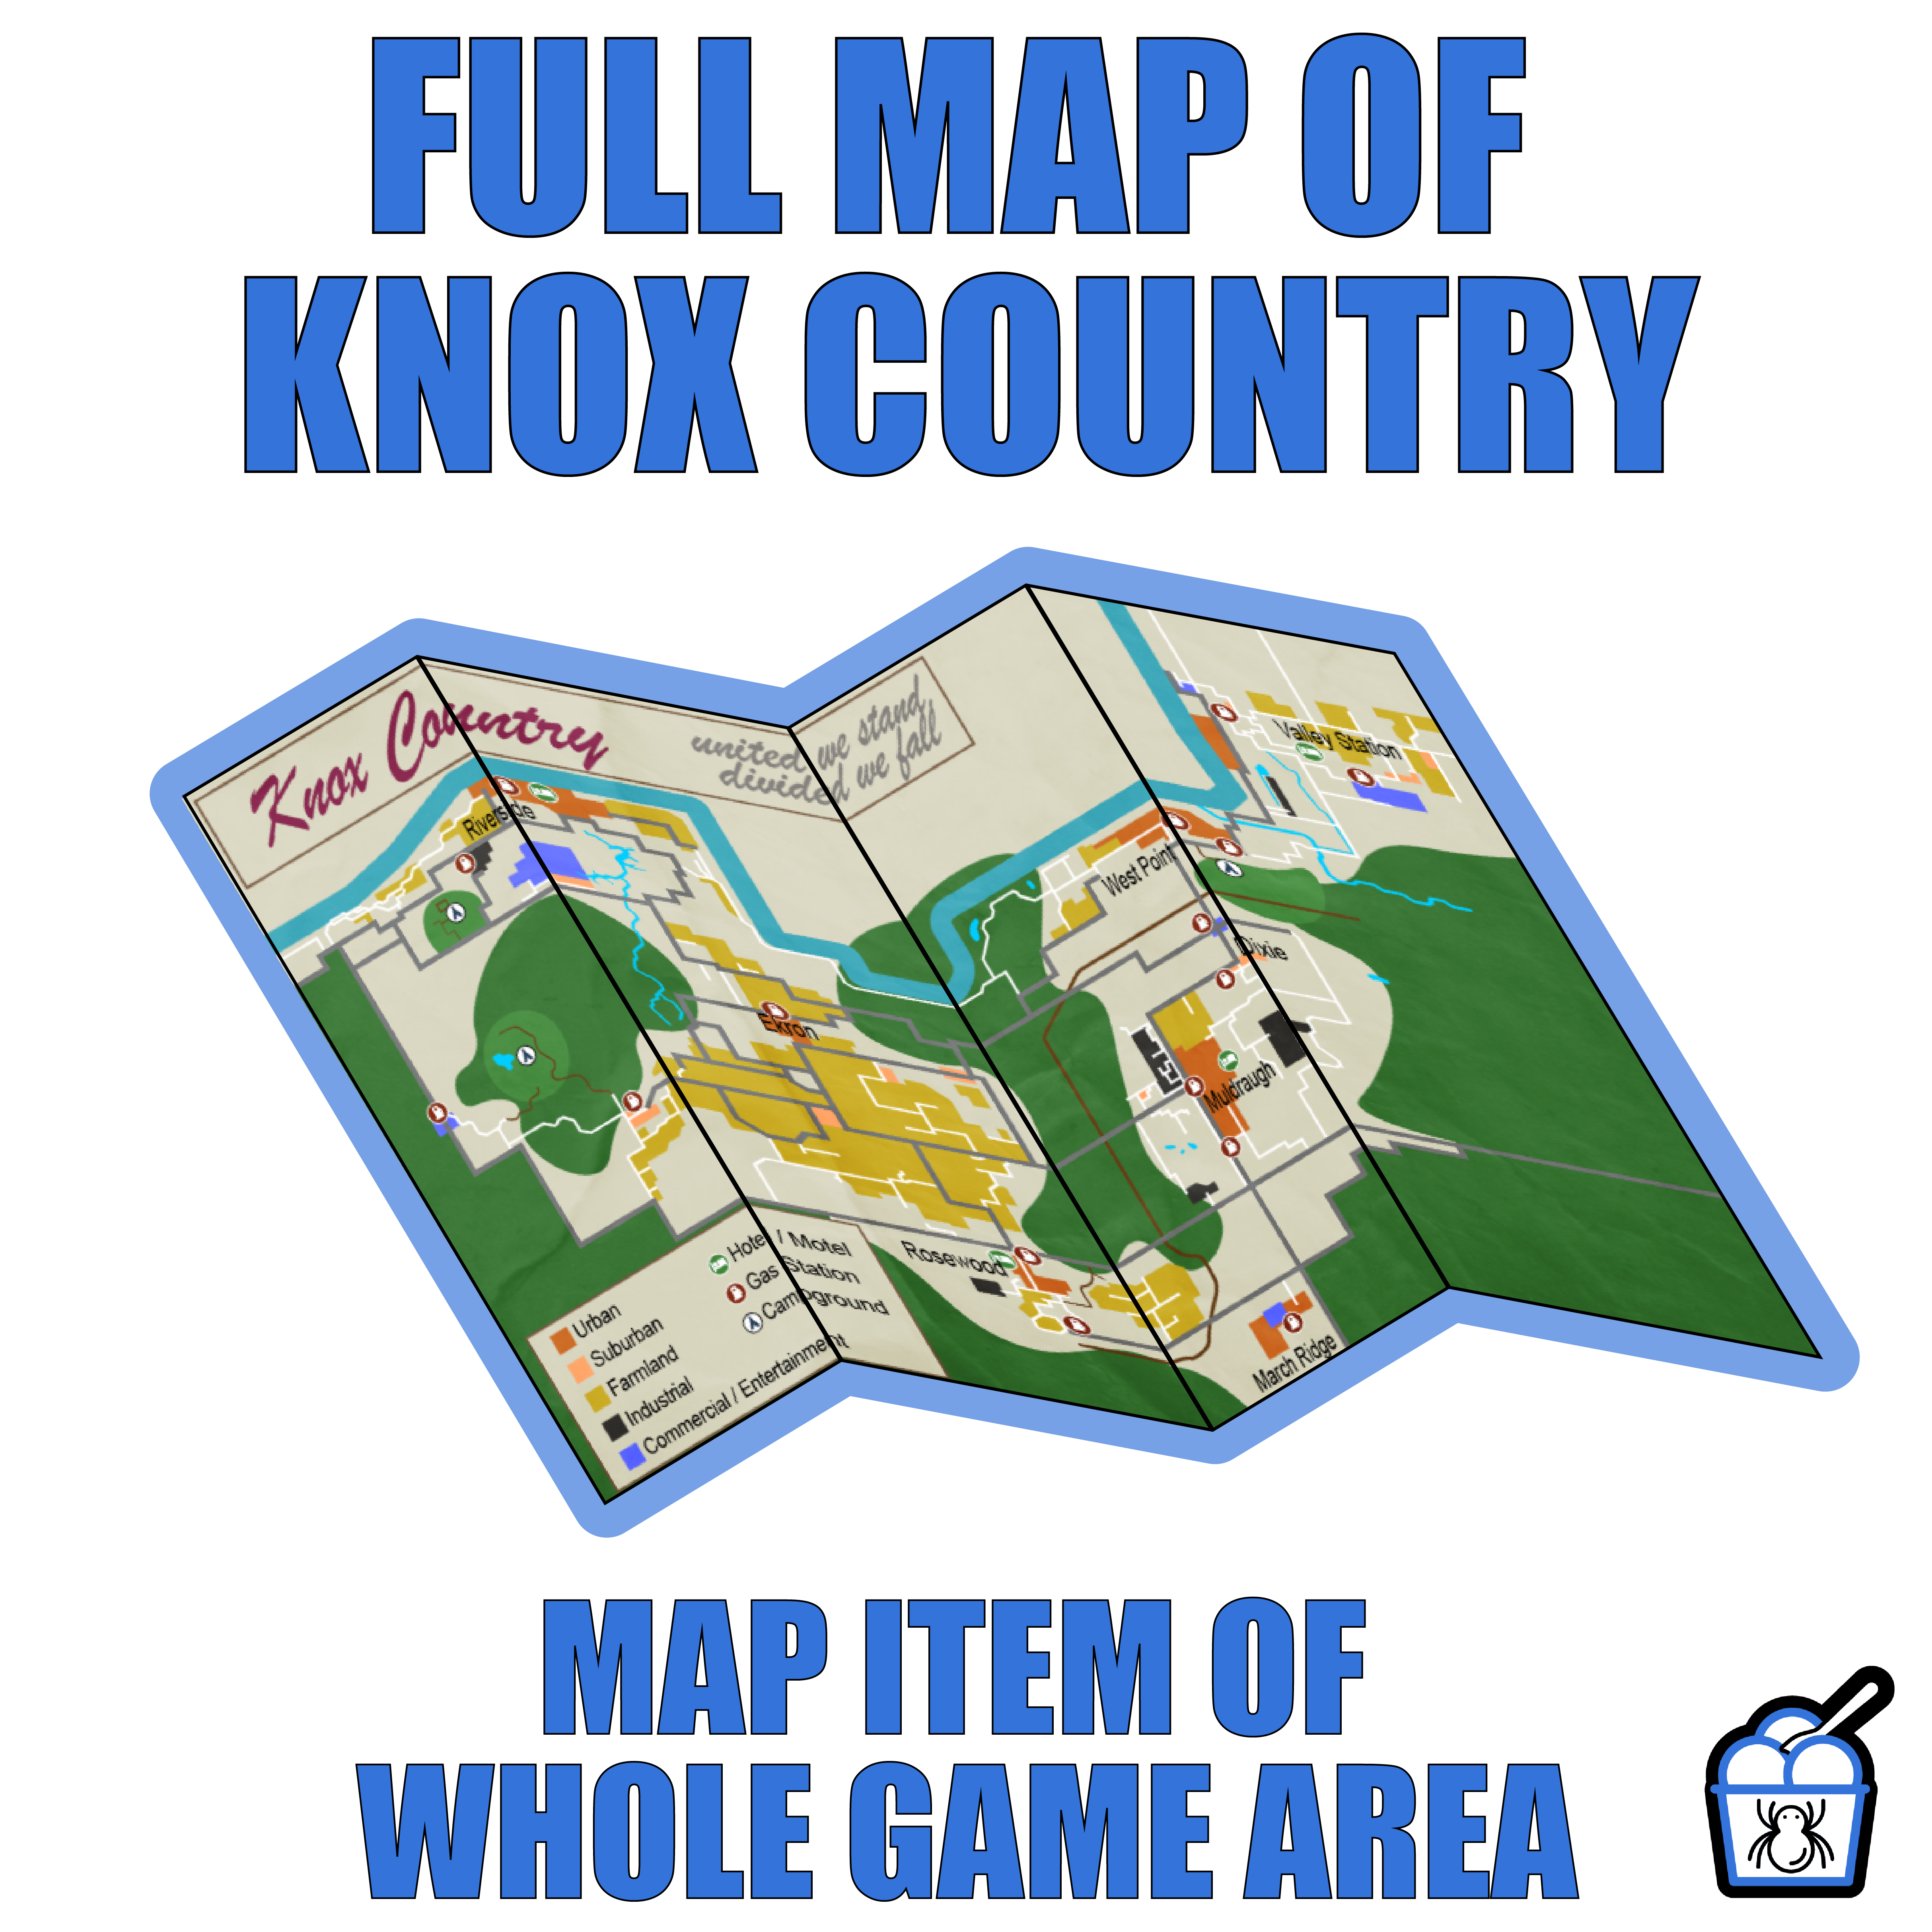 FULL MAP OF
KNOX COUNTRY
Knox Country
united we stand
divided we fall
Valley Station
Riverside
West Point
Dixie
Ekron
Muldraugh
Rosewood
March Ridge
Hotel / Motel
Gas Station
Campground
Urban
Suburban
Farmland
Industrial
Commercial / Entertainment
MAP ITEM OF
WHOLE GAME AREA